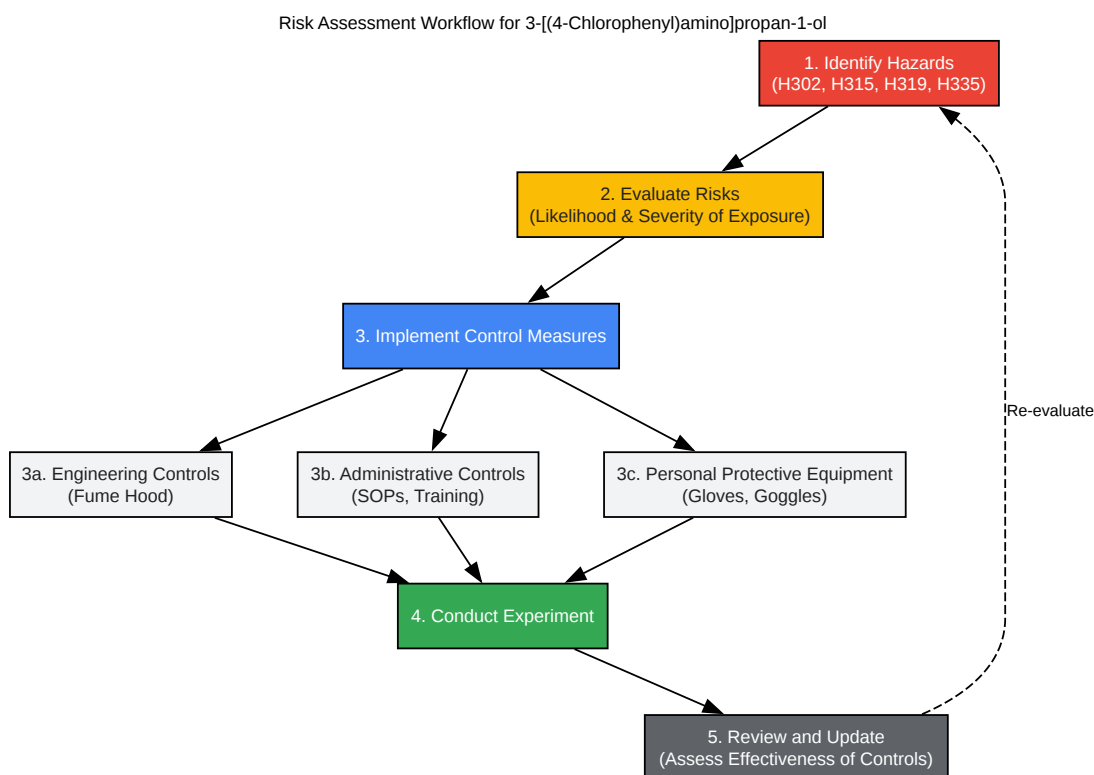 Risk Assessment Workflow for 3-[(4-Chlorophenyl)amino]propan-1-ol
1. Identify Hazards
(H302, H315, H319, H335)
2. Evaluate Risks
(Likelihood & Severity of Exposure)
3. Implement Control Measures
Re-evaluate
3a. Engineering Controls
(Fume Hood)
3b. Administrative Controls
(SOPs, Training)
3c. Personal Protective Equipment
(Gloves, Goggles)
4. Conduct Experiment
5. Review and Update
(Assess Effectiveness of Controls)